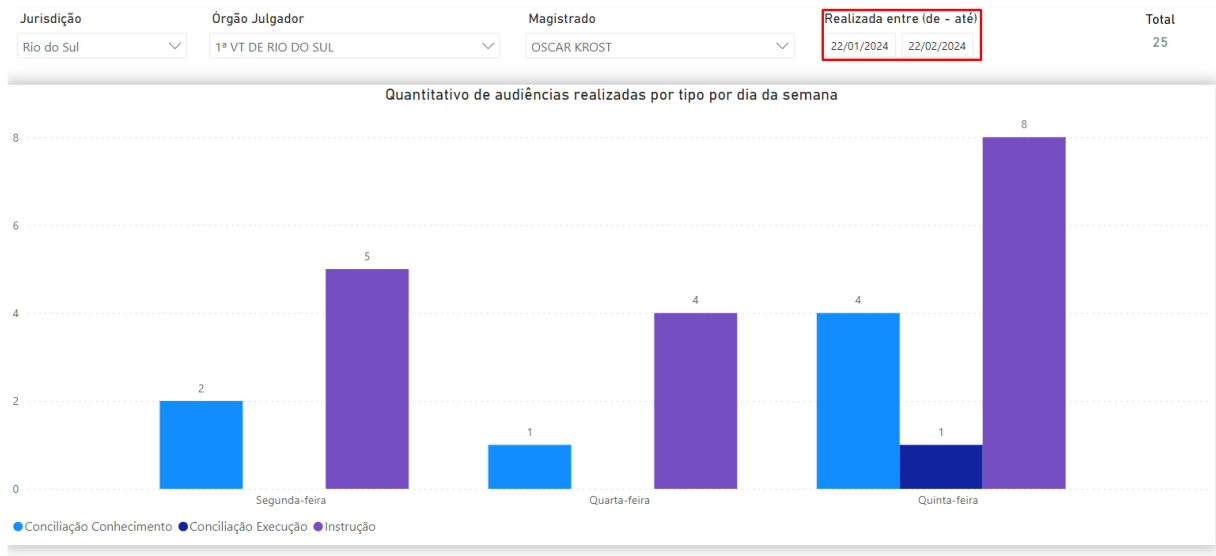 Jurisdição Órgão Julgador Magistrado Realizada entre (de - até) Total
Rio do Sul 1ª VT DE RIO DO SUL OSCAR KROST 22/01/2024 22/02/2024 25
Quantitativo de audiências realizadas por tipo por dia da semana
8
8
6
5
4
4
4
2
2
1
1
0
Segunda-feira Quarta-feira Quinta-feira
Conciliação Conhecimento Conciliação Execução Instrução